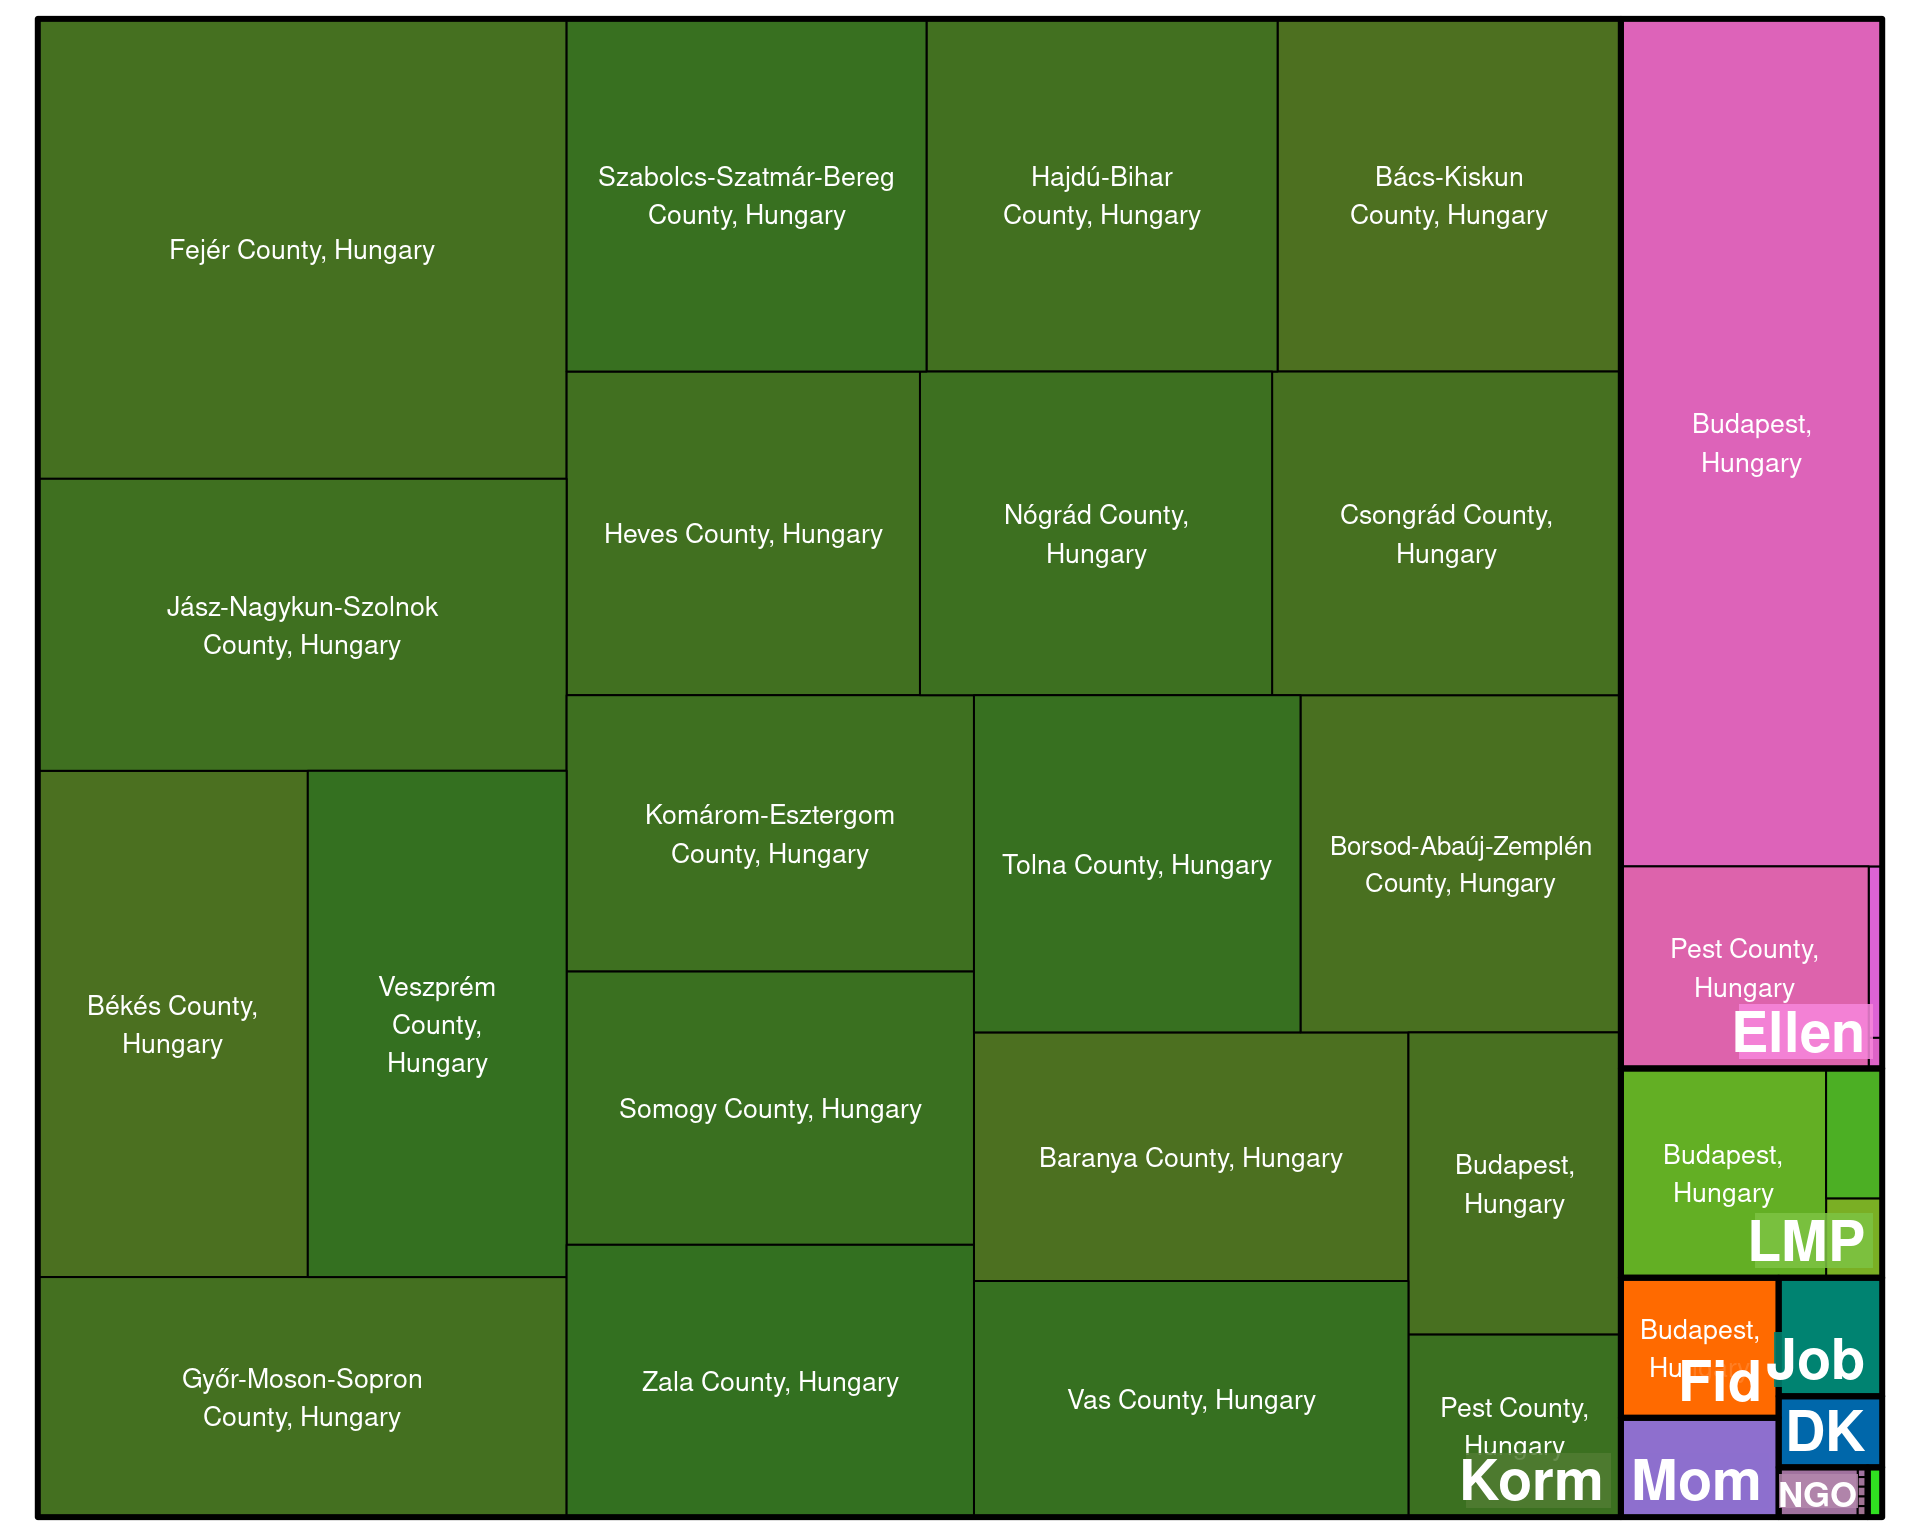 Fejér County, Hungary
Szabolcs-Szatmár-Bereg
County, Hungary
Hajdú-Bihar
County, Hungary
Bács-Kiskun
County, Hungary
Budapest,
Hungary
Jász-Nagykun-Szolnok
County, Hungary
Heves County, Hungary
Nógrád County,
Hungary
Csongrád County,
Hungary
Békés County,
Hungary
Veszprém
County,
Hungary
Komárom-Esztergom
County, Hungary
Tolna County, Hungary
Borsod-Abaúj-Zemplén
County, Hungary
Pest County,
Hungary
Ellen
Somogy County, Hungary
Baranya County, Hungary
Budapest,
Hungary
Budapest,
Hungary
LMP
Győr-Moson-Sopron
County, Hungary
Zala County, Hungary
Vas County, Hungary
Pest County,
Hungary
Korm
Budapest,
Fid
Job
DK
Mom
NGO